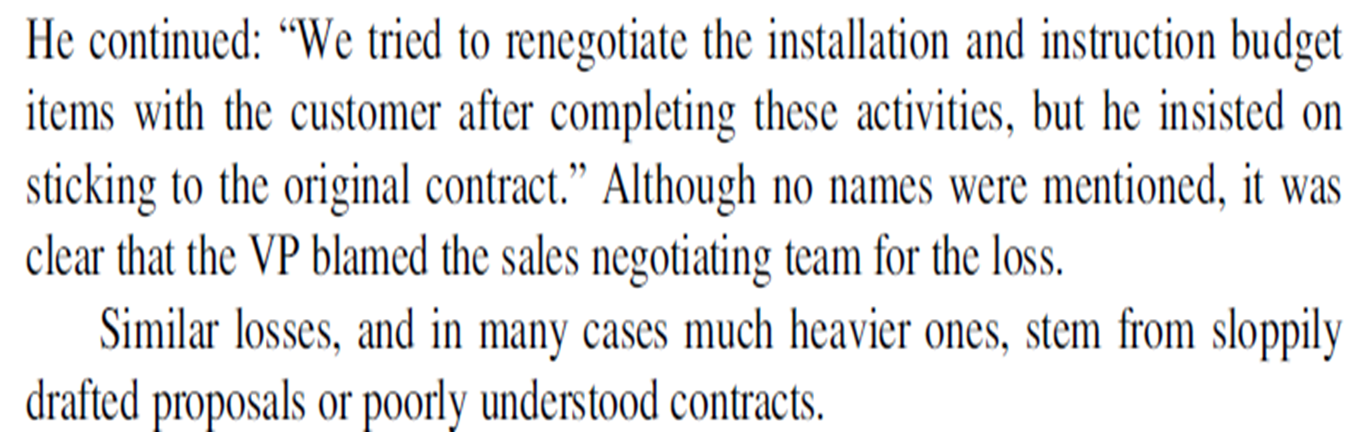 He continued: “We tried to renegotiate the installation and instruction budget
items with the customer after completing these activities, but he insisted on
sticking to the original contract.” Although no names were mentioned, it was
clear that the VP blamed the sales negotiating team for the loss.
Similar losses, and in many cases much heavier ones, stem from sloppily
drafted proposals or poorly understood contracts.